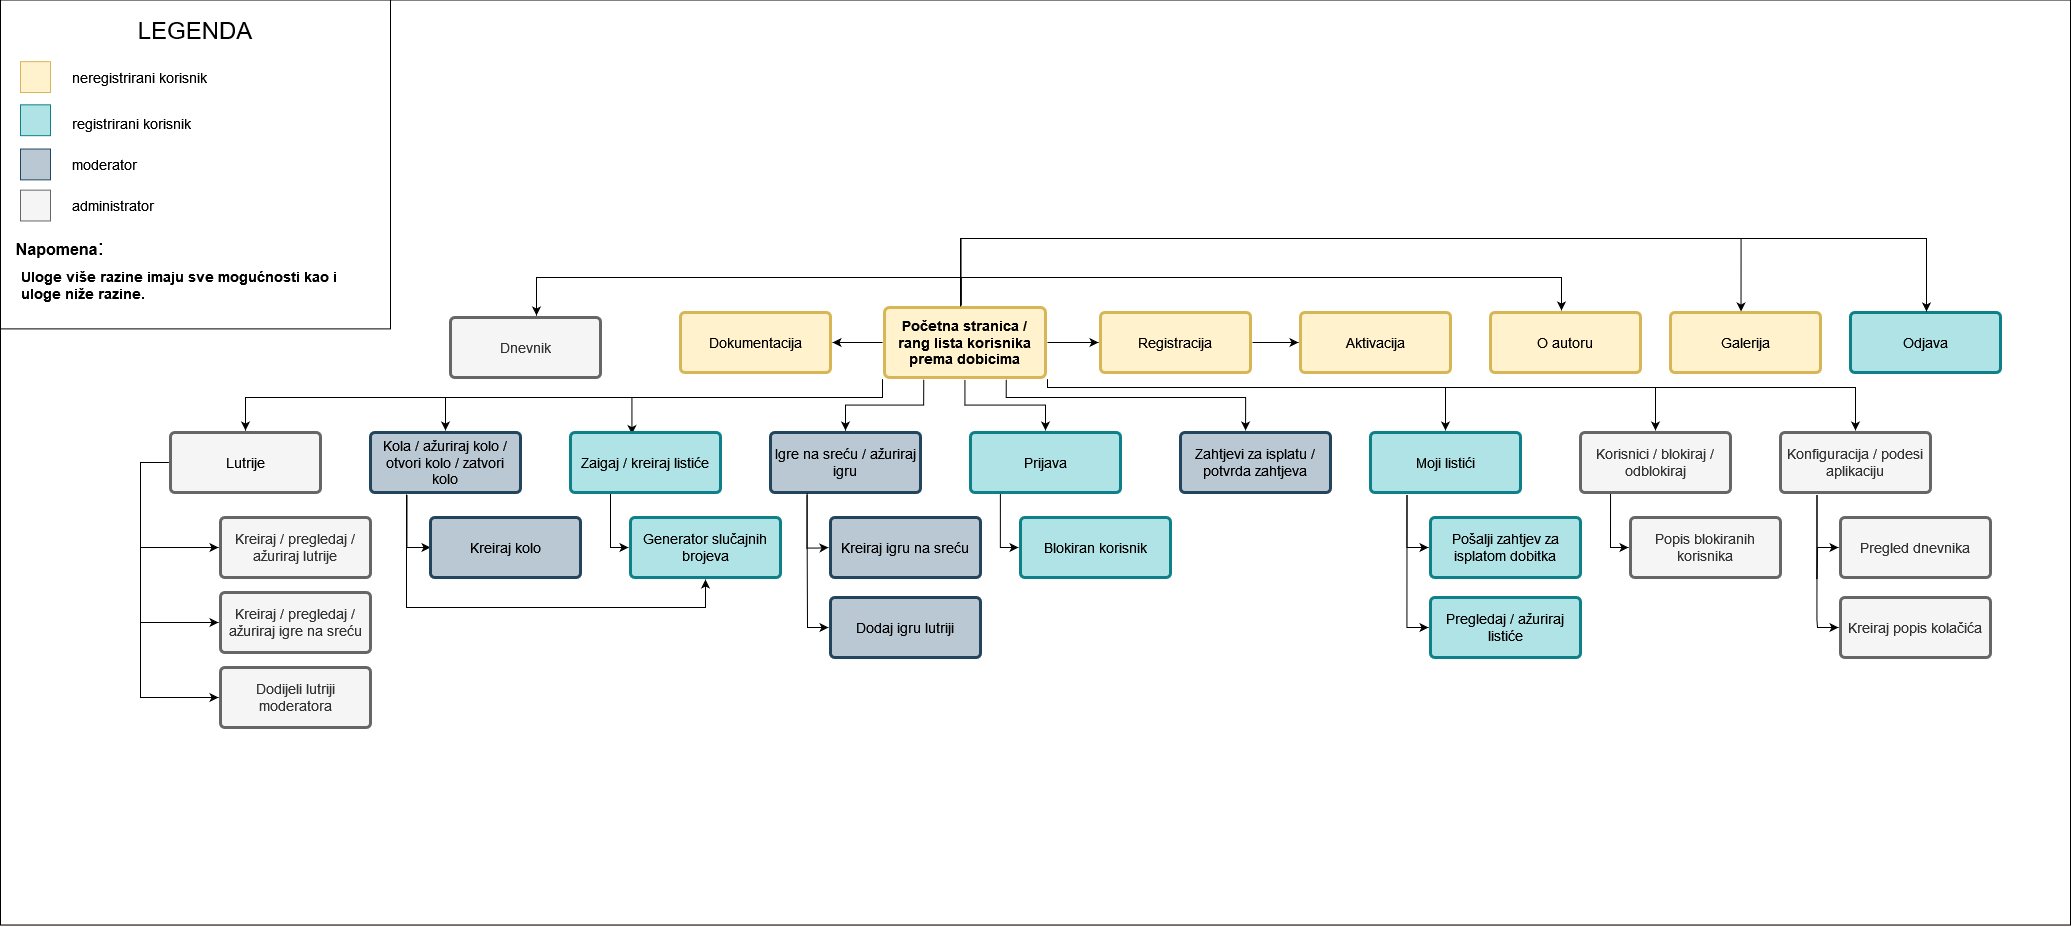 LEGENDA
neregistrirani korisnik
registrirani korisnik
moderator
administrator
Napomena:
Uloge više razine imaju sve mogućnosti kao i
uloge niže razine.
Dnevnik
Dokumentacija
Početna stranica /
rang lista korisnika
prema dobicima
Registracija
Aktivacija
O autoru
Galerija
Odjava
Lutrije
Kola / ažuriraj kolo /
otvori kolo / zatvori
kolo
Zaigaj / kreiraj listiće
Igre na sreću / ažuriraj
igru
Prijava
Zahtjevi za isplatu /
potvrda zahtjeva
Moji listići
Korisnici / blokiraj /
odblokiraj
Konfiguracija / podesi
aplikaciju
Kreiraj / pregledaj /
ažuriraj lutrije
Kreiraj kolo
Generator slučajnih
brojeva
Kreiraj igru na sreću
Blokiran korisnik
Pošalji zahtjev za
isplatom dobitka
Popis blokiranih
korisnika
Pregled dnevnika
Kreiraj / pregledaj /
ažuriraj igre na sreću
Dodaj igru lutriji
Pregledaj / ažuriraj
listiće
Kreiraj popis kolačića
Dodijeli lutriji
moderatora